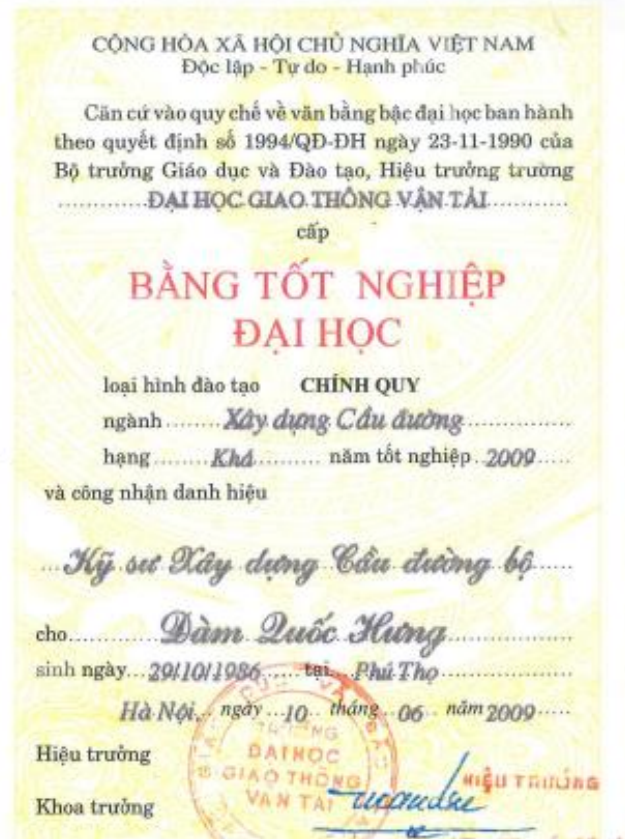 CỘNG HÒA XÃ HỘI CHỦ NGHĨA VIỆT NAM
Độc lập - Tự do - Hạnh phúc
Căn cứ vào quy chế về văn bằng bậc đại học ban hành
theo quyết định số 1994/QĐ-ĐH ngày 23-11-1990 của
Bộ trưởng Giáo dục và Đào tạo, Hiệu trưởng trường
ĐẠI HỌC GIAO THÔNG VẬN TẢI
cấp
BẰNG TỐT NGHIỆP
ĐẠI HỌC
loại hình đào tạo CHÍNH QUY
ngành Xây dựng Cầu đường
hạng Khá năm tốt nghiệp 2009
và công nhận danh hiệu
Kỹ sư Xây dựng Cầu đường bộ
cho Đàm Quốc Hưng
sinh ngày 29/10/1986 tại Phú Thọ
Hà Nội, ngày 10 tháng 06 năm 2009
Hiệu trưởng
TRƯỜNG
ĐẠI HỌC
GIAO THÔNG
VẬN TẢI
HIỆU TRƯỞNG
Khoa trưởng